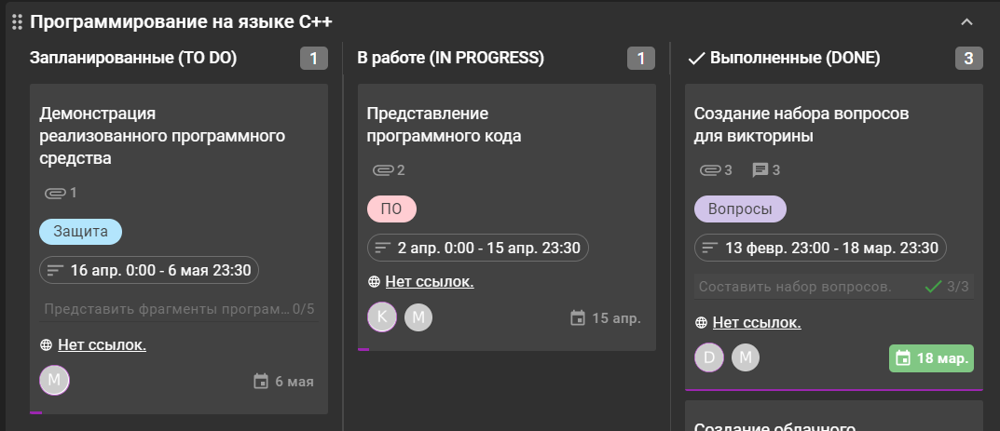 Программирование на языке C++
Запланированные (TO DO)
1
Демонстрация
реализованного программного
средства
1
Защита
16 апр. 0:00 - 6 мая 23:30
Представить фрагменты програм... 0/5
Нет ссылок.
M
6 мая
В работе (IN PROGRESS)
1
Представление
программного кода
2
ПО
2 апр. 0:00 - 15 апр. 23:30
Нет ссылок.
K M
15 апр.
Выполненные (DONE)
3
Создание набора вопросов
для викторины
3 3
Вопросы
13 февр. 23:00 - 18 мар. 23:30
Составить набор вопросов. 3/3
Нет ссылок.
D M
18 мар.
Создание облачного